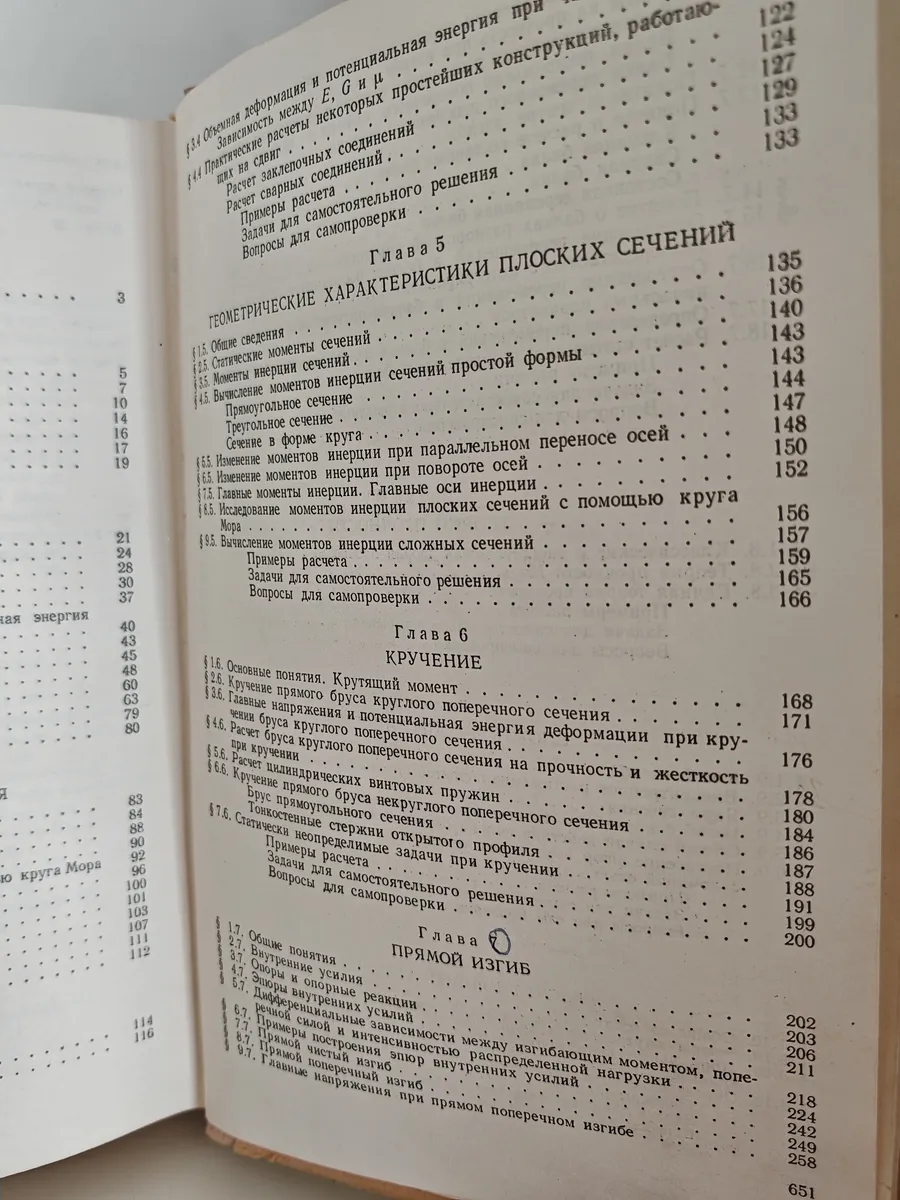 3
5
7
10
14
16
17
19
21
24
28
30
37
ная энергия
40
43
45
48
60
63
79
80
83
84
88
90
92
ью круга Мора
96
100
101
103
107
111
112
114
116
§ 3.4 Объемная деформация и потенциальная энергия при
Зависимость между E, G и μ . . . . . . . . 122
§ 4.4 Практические расчеты некоторых простейших конструкций, работаю-
щих на сдвиг . . . . . . . . 124
Расчет заклепочных соединений . . . . . . . . 127
Расчет сварных соединений . . . . . . . . 129
Примеры расчета . . . . . . . .
Задачи для самостоятельного решения . . . . . . . . 133
Вопросы для самопроверки . . . . . . . . 133
Глава 5
ГЕОМЕТРИЧЕСКИЕ ХАРАКТЕРИСТИКИ ПЛОСКИХ СЕЧЕНИЙ
§ 1.5. Общие сведения . . . . . . . . 135
§ 2.5. Статические моменты сечений . . . . . . . . 136
§ 3.5. Моменты инерции сечений . . . . . . . . 140
§ 4.5. Вычисление моментов инерции сечений простой формы . . . . 143
Прямоугольное сечение . . . . . . . . 143
Треугольное сечение . . . . . . . . 144
Сечение в форме круга . . . . . . . . 147
§ 5.5. Изменение моментов инерции при параллельном переносе осей . . . 148
§ 6.5. Изменение моментов инерции при повороте осей . . . . . . . . 150
§ 7.5. Главные моменты инерции. Главные оси инерции . . . . . . . . 152
§ 8.5. Исследование моментов инерции плоских сечений с помощью круга
Мора . . . . . . . . 156
§ 9.5. Вычисление моментов инерции сложных сечений . . . . . . . . 157
Примеры расчета . . . . . . . . 159
Задачи для самостоятельного решения . . . . . . . . 165
Вопросы для самопроверки . . . . . . . . 166
Глава 6
КРУЧЕНИЕ
§ 1.6. Основные понятия. Крутящий момент . . . . . . . . 168
§ 2.6. Кручение прямого бруса круглого поперечного сечения . . . . . 171
§ 3.6. Главные напряжения и потенциальная энергия деформации при кру-
чении бруса круглого поперечного сечения . . . . . . . . 176
§ 4.6. Расчет бруса круглого поперечного сечения на прочность и жесткость
при кручении . . . . . . . . 178
§ 5.6. Расчет цилиндрических винтовых пружин . . . . . . . . 180
§ 6.6. Кручение прямого бруса некруглого поперечного сечения . . . . 184
Брус прямоугольного сечения . . . . . . . . 186
Тонкостенные стержни открытого профиля . . . . . . . . 187
§ 7.6. Статически неопределимые задачи при кручении . . . . . . . . 188
Примеры расчета . . . . . . . . 191
Задачи для самостоятельного решения . . . . . . . . 199
Вопросы для самопроверки . . . . . . . . 200
Глава 7
ПРЯМОЙ ИЗГИБ
§ 1.7. Общие понятия . . . . . . . . 202
§ 2.7. Внутренние усилия . . . . . . . . 203
§ 3.7. Опоры и опорные реакции . . . . . . . . 206
§ 4.7. Эпюры внутренних усилий . . . . . . . . 211
§ 5.7. Дифференциальные зависимости между изгибающим моментом, попе-
речной силой и интенсивностью распределенной нагрузки . . 218
§ 6.7. Примеры построения эпюр внутренних усилий . . . . . . . . 224
§ 7.7. Прямой чистый изгиб . . . . . . . . 242
§ 8.7. Прямой поперечный изгиб . . . . . . . . 249
§ 9.7. Главные напряжения при прямом поперечном изгибе . . . . . 258
651